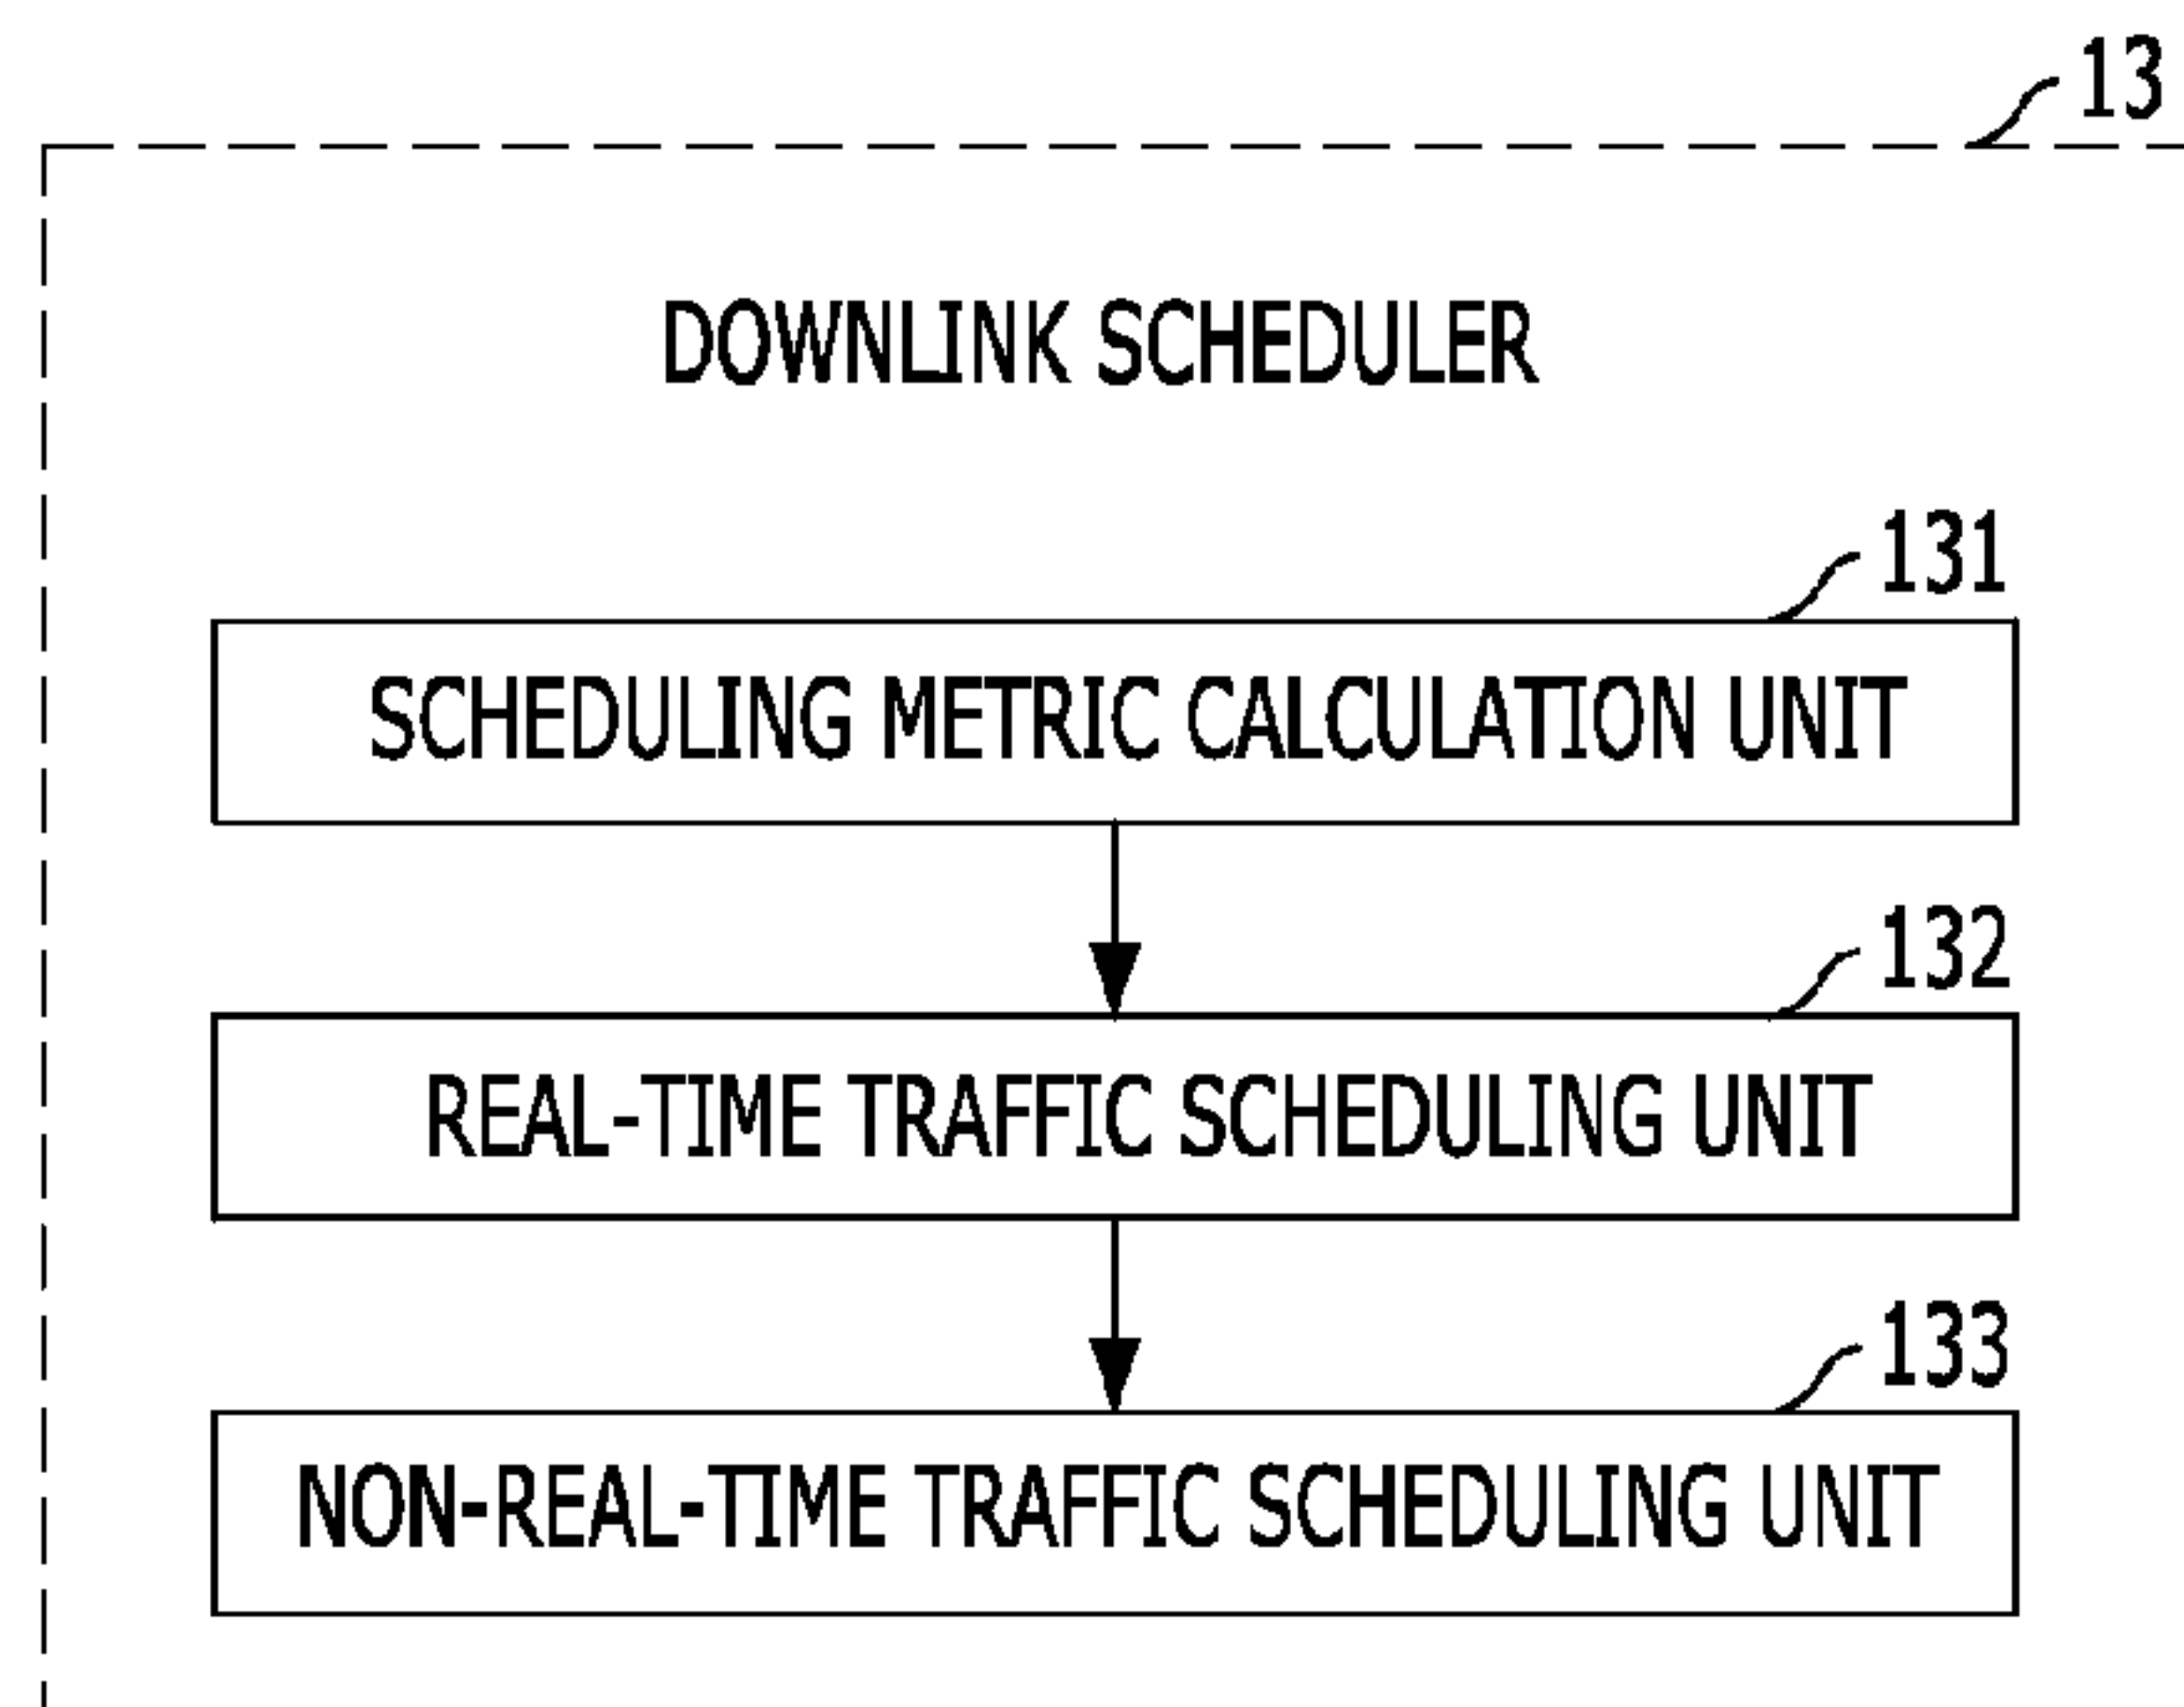 13
DOWNLINK SCHEDULER
131
SCHEDULING METRIC CALCULATION UNIT
132
REAL-TIME TRAFFIC SCHEDULING UNIT
133
NON-REAL-TIME TRAFFIC SCHEDULING UNIT